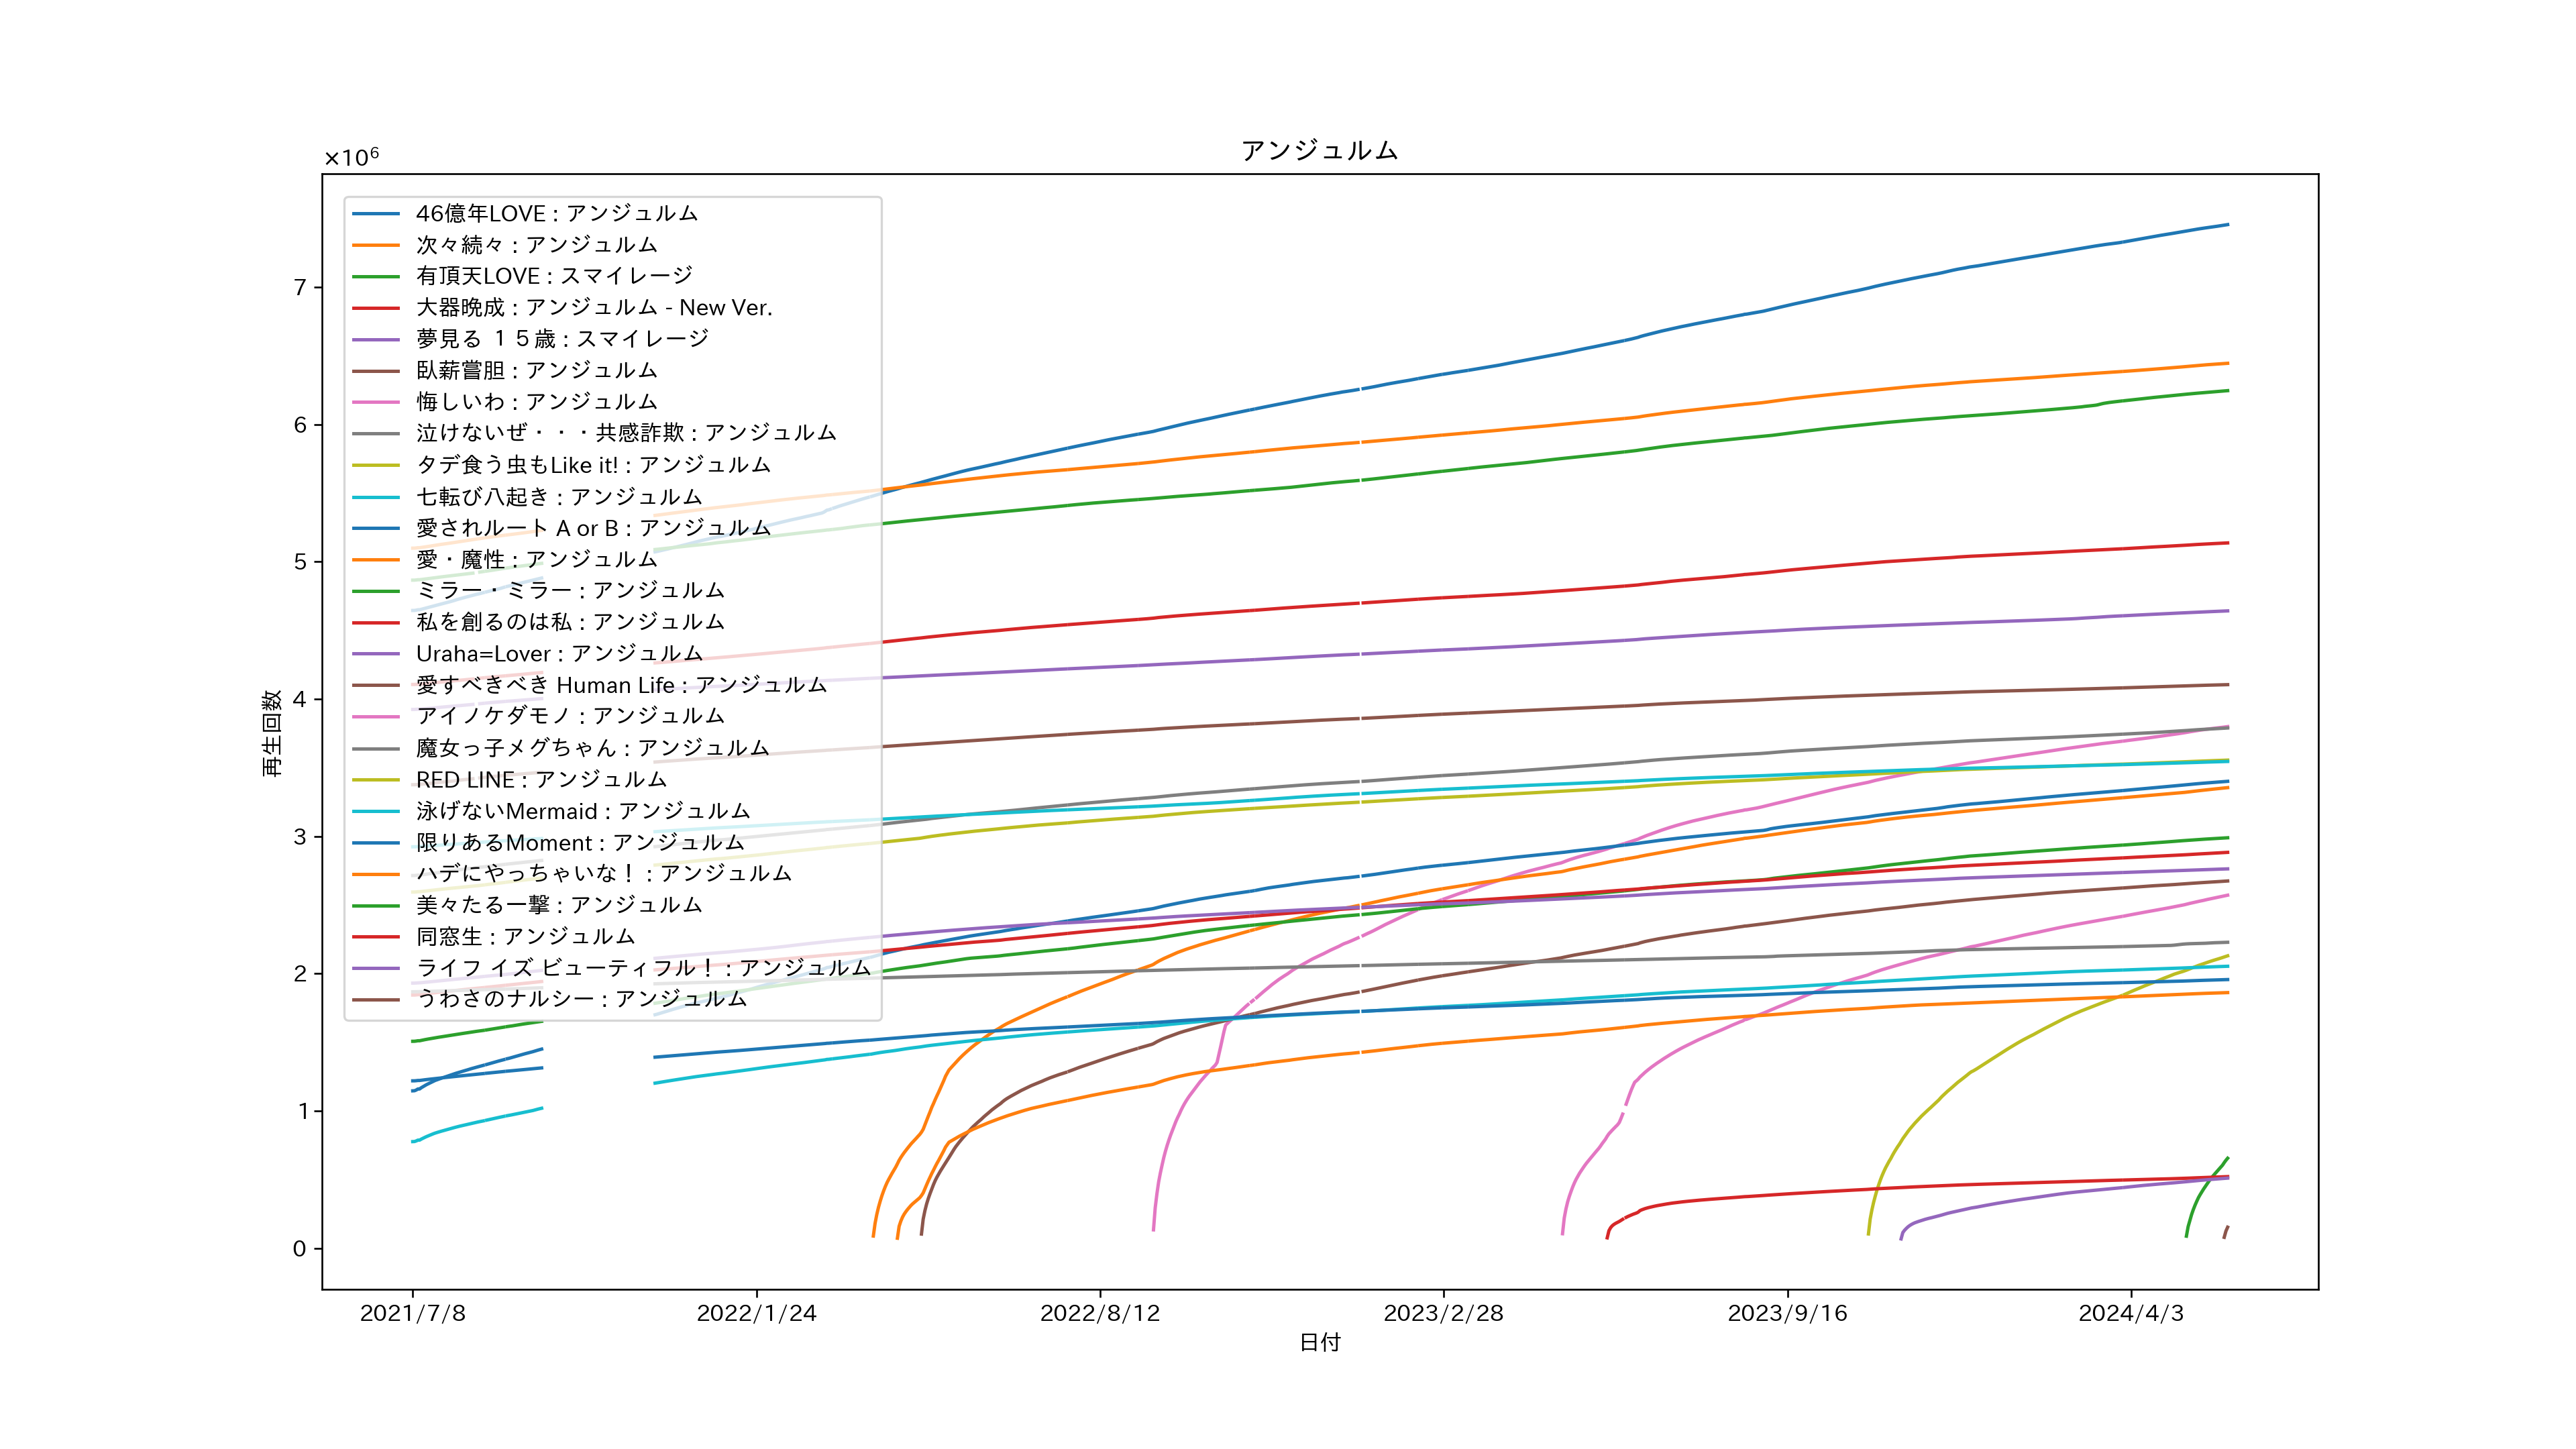 アンジュルム
×10⁶
46億年LOVE : アンジュルム
次々続々 : アンジュルム
有頂天LOVE : スマイレージ
大器晩成 : アンジュルム - New Ver.
夢見る １５歳 : スマイレージ
臥薪嘗胆 : アンジュルム
悔しいわ : アンジュルム
泣けないぜ・・・共感詐欺 : アンジュルム
タデ食う虫もLike it! : アンジュルム
七転び八起き : アンジュルム
愛されルート A or B : アンジュルム
愛・魔性 : アンジュルム
ミラー・ミラー : アンジュルム
私を創るのは私 : アンジュルム
Uraha=Lover : アンジュルム
愛すべきべき Human Life : アンジュルム
アイノケダモノ : アンジュルム
魔女っ子メグちゃん : アンジュルム
RED LINE : アンジュルム
泳げないMermaid : アンジュルム
限りあるMoment : アンジュルム
ハデにやっちゃいな！ : アンジュルム
美々たる一撃 : アンジュルム
同窓生 : アンジュルム
ライフ イズ ビューティフル！ : アンジュルム
うわさのナルシー : アンジュルム
7
6
5
4
3
2
1
0
再生回数
2021/7/8
2022/1/24
2022/8/12
2023/2/28
2023/9/16
2024/4/3
日付